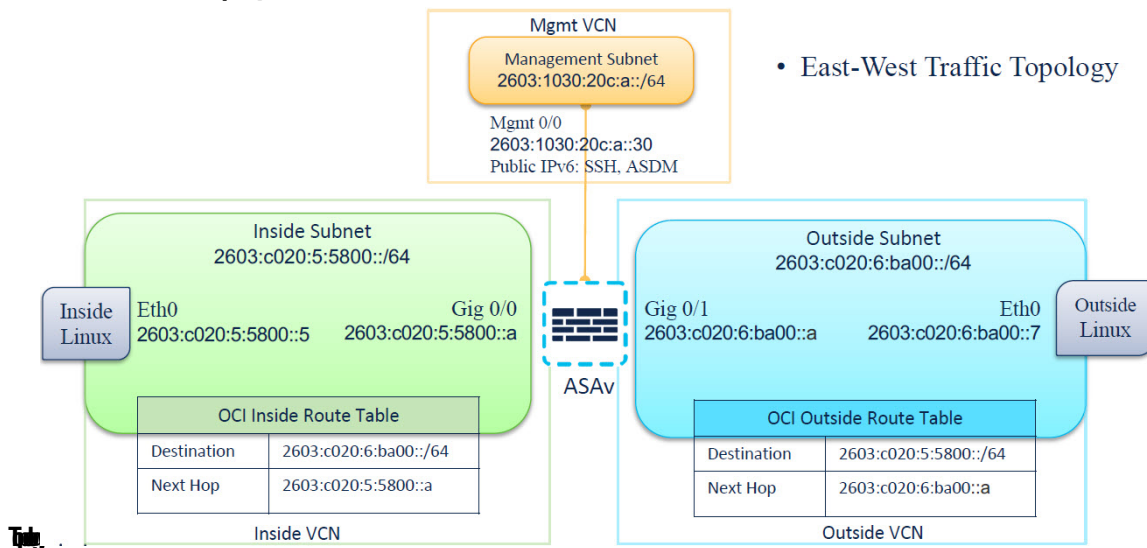 Mgmt VCN
Management Subnet
2603:1030:20c:a::/64
• East-West Traffic Topology
Mgmt 0/0
2603:1030:20c:a::30
Public IPv6: SSH, ASDM
Inside Subnet
2603:c020:5:5800::/64
Outside Subnet
2603:c020:6:ba00::/64
Inside
Linux
Eth0
2603:c020:5:5800::5
Gig 0/0
2603:c020:5:5800::a
ASAv
Gig 0/1
2603:c020:6:ba00::a
Eth0
2603:c020:6:ba00::7
Outside
Linux
OCI Inside Route Table
Destination 2603:c020:6:ba00::/64
Next Hop 2603:c020:5:5800::a
OCI Outside Route Table
Destination 2603:c020:5:5800::/64
Next Hop 2603:c020:6:ba00::a
Inside VCN
Outside VCN